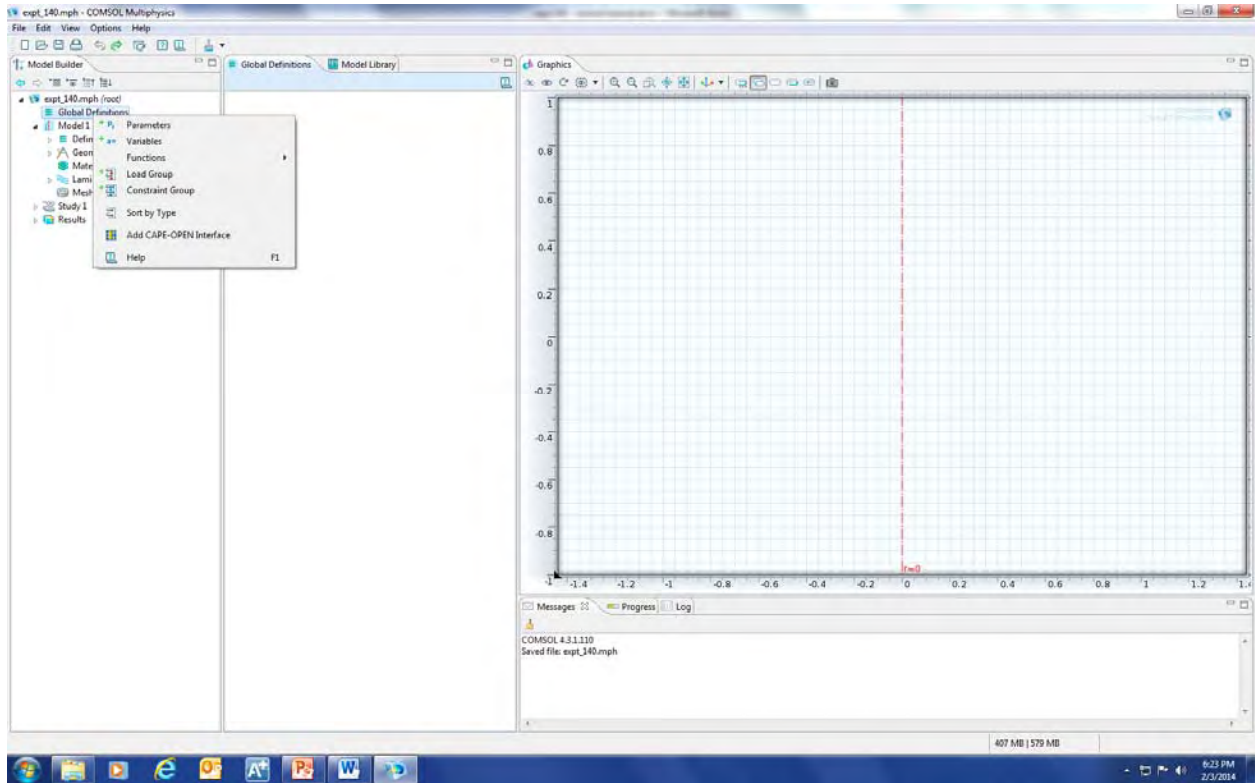 expt_140.mph - COMSOL Multiphysics
File Edit View Options Help
Model Builder
Global Definitions
Model Library
Graphics
expt_140.mph (root)
Global Definitions
Model 1
Defin
Geon
Mate
Lami
Mesh
Study 1
Results
Parameters
Variables
Functions
Load Group
Constraint Group
Sort by Type
Add CAPE-OPEN Interface
Help F1
1
0.8
0.6
0.4
0.2
0
-0.2
-0.4
-0.6
-0.8
-1
r=0
-1.4 -1.2 -1 -0.8 -0.6 -0.4 -0.2 0 0.2 0.4 0.6 0.8 1 1.2
Messages Progress Log
COMSOL 4.3.1.110
Saved file: expt_140.mph
407 MB | 579 MB
6:23 PM
2/3/2014